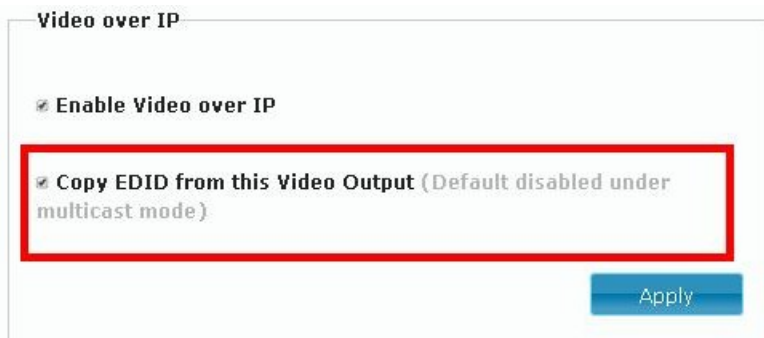 Video over IP
Enable Video over IP
Copy EDID from this Video Output (Default disabled under
multicast mode)
Apply